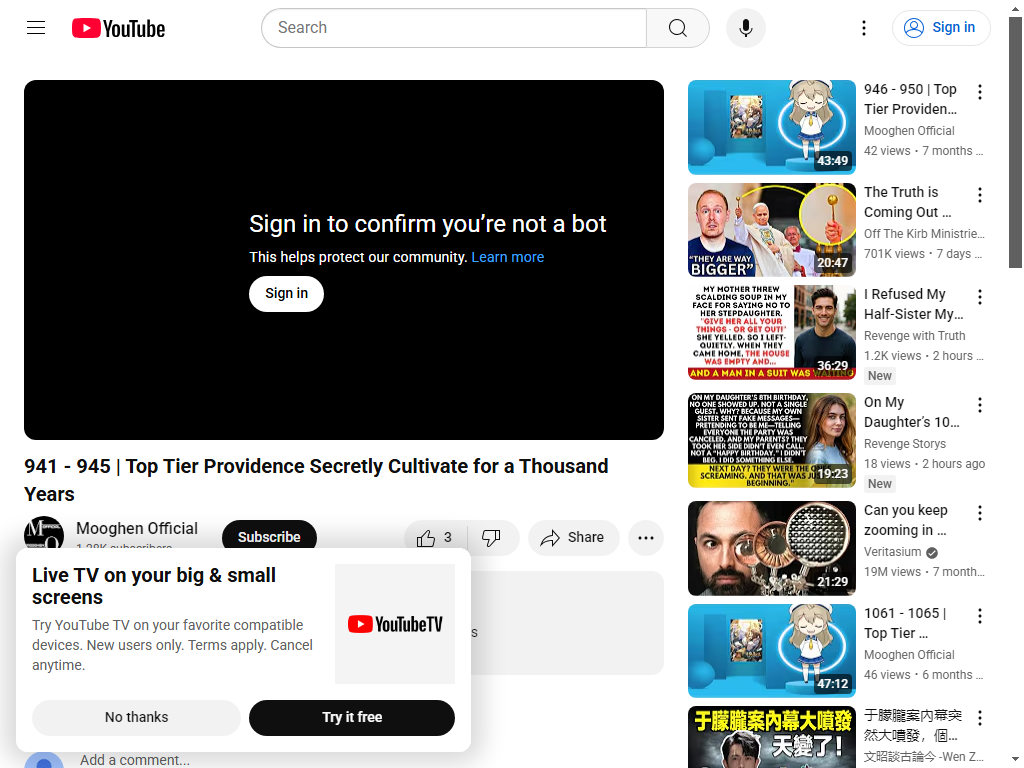 YouTube
Search
Sign in
Sign in to confirm you’re not a bot
This helps protect our community. Learn more
Sign in
941 - 945 | Top Tier Providence Secretly Cultivate for a Thousand
Years
Mooghen Official
Subscribe
3
Share
Live TV on your big & small
screens
Try YouTube TV on your favorite compatible
devices. New users only. Terms apply. Cancel
anytime.
YouTubeTV
No thanks
Try it free
Add a comment...
43:49
946 - 950 | Top
Tier Providen...
Mooghen Official
42 views • 7 months ...
"THEY ARE WAY
BIGGER"
20:47
The Truth is
Coming Out ...
Off The Kirb Ministrie...
701K views • 7 days ...
MY MOTHER THREW
SCALDING SOUP IN MY
FACE FOR SAYING NO TO
HER STEPDAUGHTER.
"GIVE HER ALL YOUR
THINGS - OR GET OUT!"
SHE YELLED. SO I LEFT-
QUIETLY. WHEN THEY
CAME HOME, THE HOUSE
WAS EMPTY AND...
AND A MAN IN A SUIT WAS WAITING
36:29
I Refused My
Half-Sister My...
Revenge with Truth
1.2K views • 2 hours ...
New
ON MY DAUGHTER'S 8TH BIRTHDAY,
NO ONE SHOWED UP. NOT A SINGLE
GUEST. WHY? BECAUSE MY OWN
SISTER SENT FAKE MESSAGES—
PRETENDING TO BE ME—TELLING
EVERYONE THE PARTY WAS
CANCELED. AND MY PARENTS? THEY
TOOK HER SIDE DIDN'T EVEN CALL.
NOT A "HAPPY BIRTHDAY." I DIDN'T
BEG. I DID SOMETHING ELSE.
NEXT DAY? THEY WERE THE ONES
SCREAMING. AND THAT WAS JUST
BEGINNING."
19:23
On My
Daughter’s 10...
Revenge Storys
18 views • 2 hours ago
New
21:29
Can you keep
zooming in ...
Veritasium
19M views • 7 month...
47:12
1061 - 1065 |
Top Tier ...
Mooghen Official
46 views • 6 months ...
于朦朧案內幕大噴發
天變了!
于朦朧案内幕突
然大噴發，個...
文昭談古論今 -Wen Z...